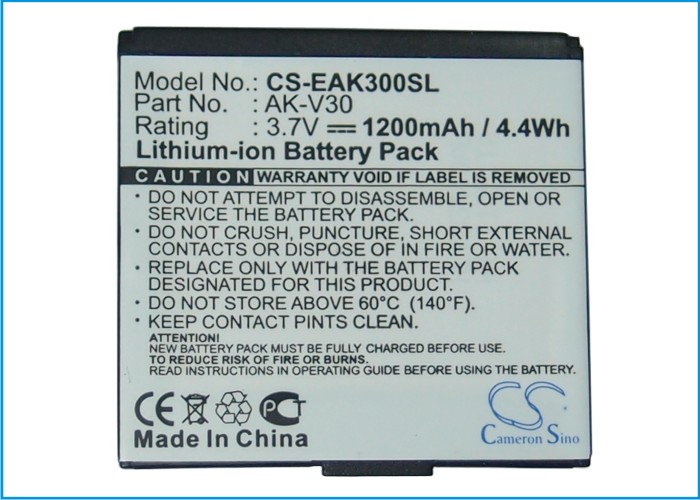 Model No.: CS-EAK300SL
Part No. : AK-V30
Rating : 3.7V 1200mAh / 4.4Wh
Lithium-ion Battery Pack
CAUTION WARRANTY VOID IF LABEL IS REMOVED
• DO NOT ATTEMPT TO DISASSEMBLE, OPEN OR
SERVICE THE BATTERY PACK.
• DO NOT CRUSH, PUNCTURE, SHORT EXTERNAL
CONTACTS OR DISPOSE OF IN FIRE OR WATER.
• REPLACE ONLY WITH THE BATTERY PACK
DESIGNATED FOR THIS PRODUCT.
• DO NOT STORE ABOVE 60°C (140°F).
• KEEP CONTACT PINTS CLEAN.
ATTENTION!
NEW BATTERY PACK MUST BE FULLY CHARGED BEFORE USE.
TO REDUCE RISK OF FIRE OR BURNS.
READ INSTRUCTIONS IN OPERATING GUIDE BEFORE USE.
CE PCT
Made In China
CS
Cameron Sino